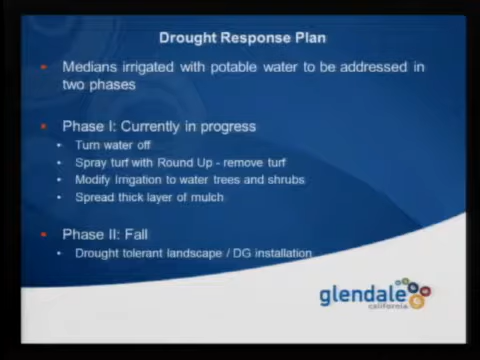 Drought Response Plan
• Medians irrigated with potable water to be addressed in
two phases
• Phase I: Currently in progress
• Turn water off
• Spray turf with Round Up - remove turf
• Modify Irrigation to water trees and shrubs
• Spread thick layer of mulch
• Phase II: Fall
• Drought tolerant landscape / DG installation
glendale
california